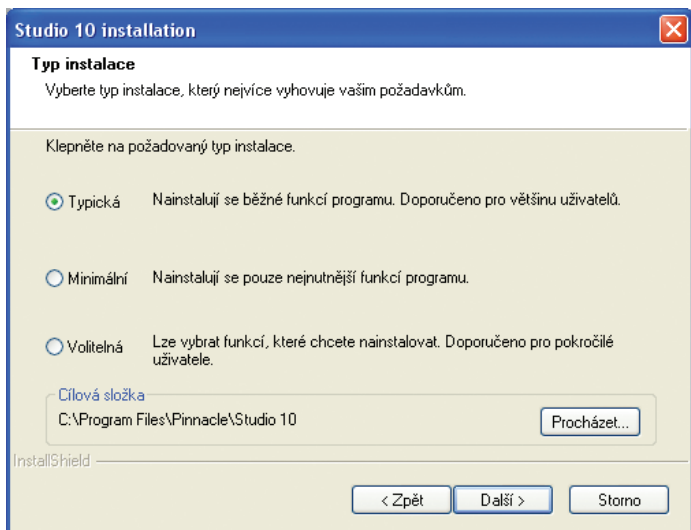 Studio 10 installation
Typ instalace
Vyberte typ instalace, který nejvíce vyhovuje vašim požadavkům.
Klepněte na požadovaný typ instalace.
Typická
Nainstalují se běžné funkcí programu. Doporučeno pro většinu uživatelů.
Minimální
Nainstalují se pouze nejnutnější funkcí programu.
Volitelná
Lze vybrat funkcí, které chcete nainstalovat. Doporučeno pro pokročilé
uživatele.
Cílová složka
C:\Program Files\Pinnacle\Studio 10
Procházet...
InstallShield
< Zpět
Další >
Storno